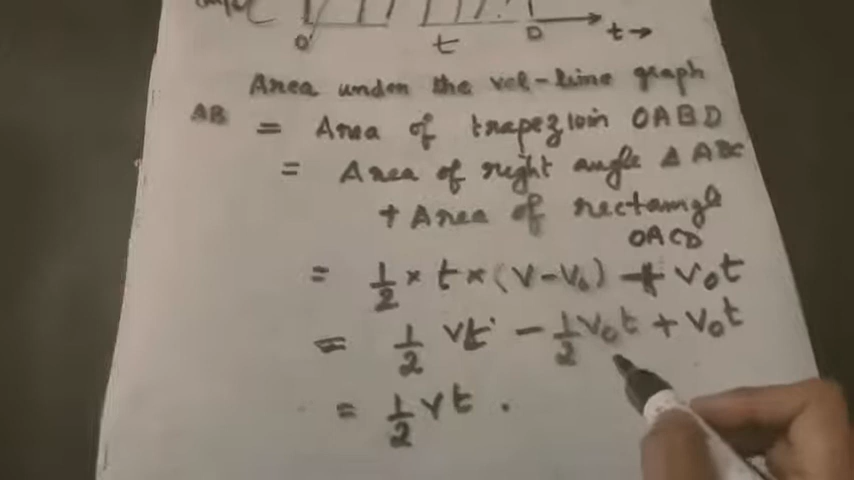 O t D t →
Area under the vel-time graph
AB = Area of trapezioin OABD
= Area of right angle Δ ABC
+ Area of rectangle
OACD
= 1/2 × t × (v - v₀) + v₀t
= 1/2 vt - 1/2 v₀t + v₀t
= 1/2 vt .